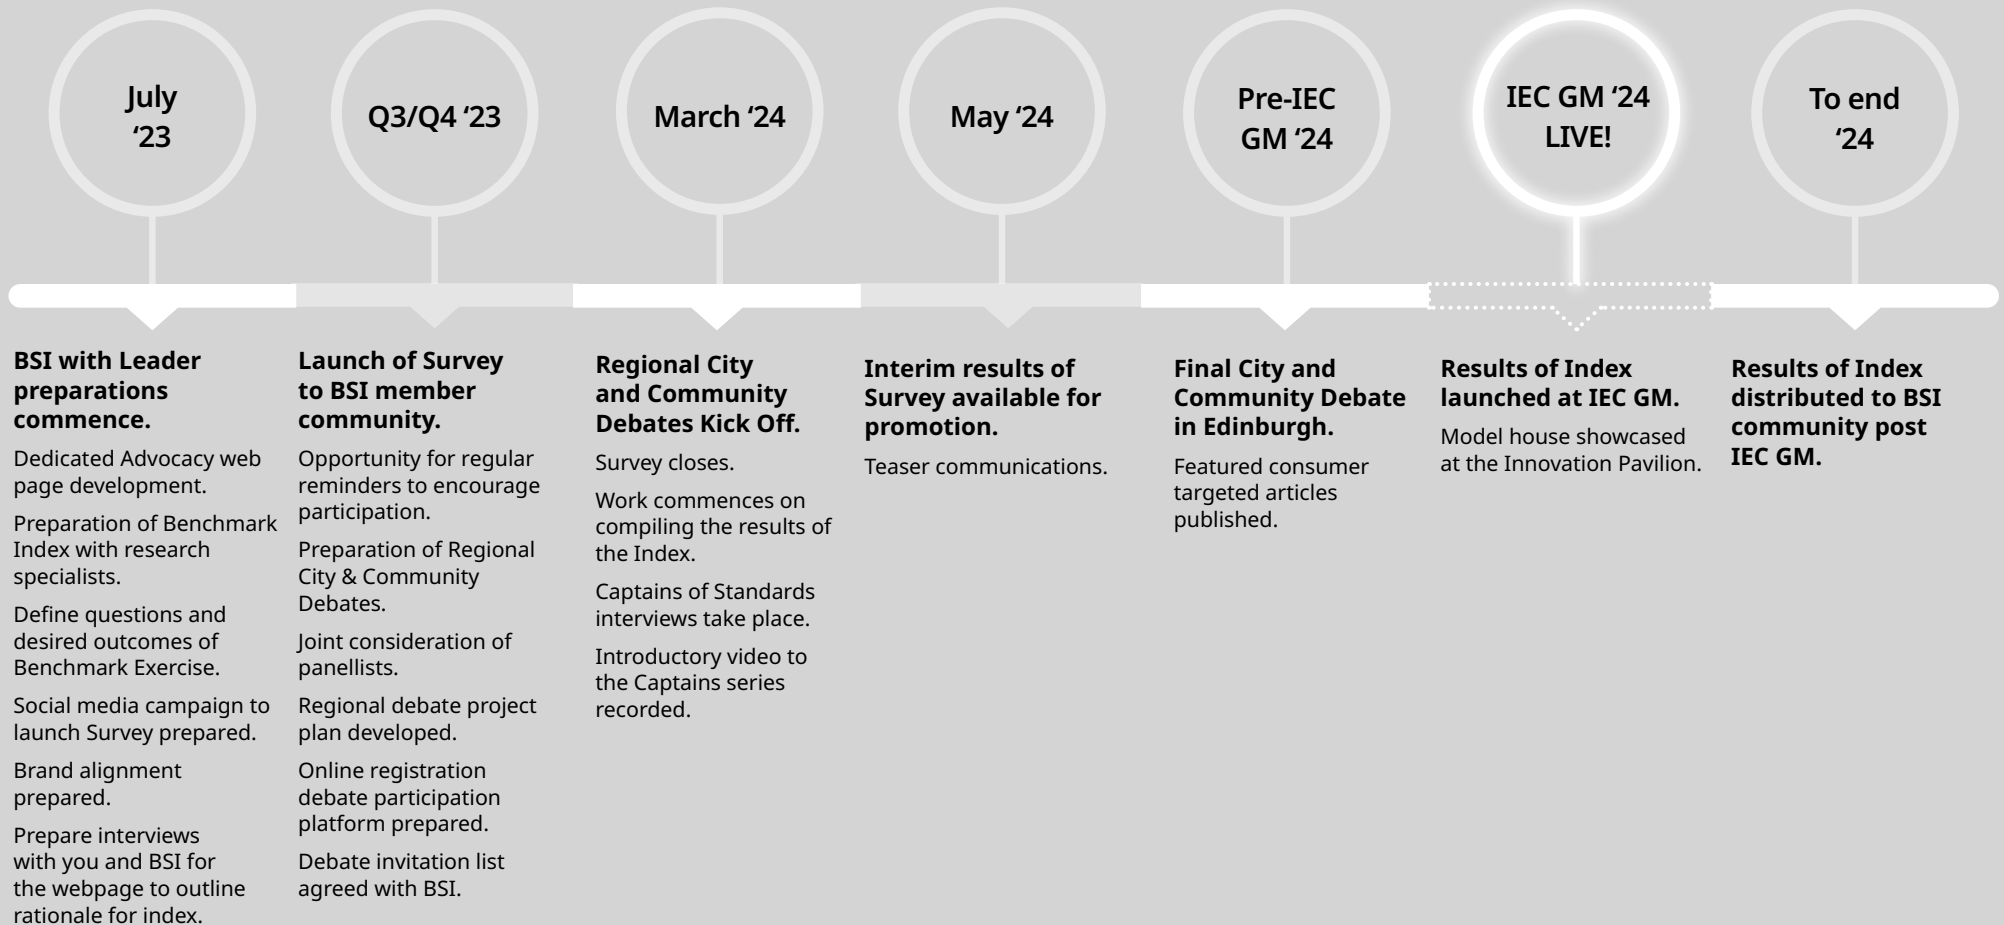 July
‘23
BSI with Leader
preparations
commence.
Dedicated Advocacy web
page development.
Preparation of Benchmark
Index with research
specialists.
Define questions and
desired outcomes of
Benchmark Exercise.
Social media campaign to
launch Survey prepared.
Brand alignment
prepared.
Prepare interviews
with you and BSI for
the webpage to outline
rationale for index.
Q3/Q4 ‘23
Launch of Survey
to BSI member
community.
Opportunity for regular
reminders to encourage
participation.
Preparation of Regional
City & Community
Debates.
Joint consideration of
panellists.
Regional debate project
plan developed.
Online registration
debate participation
platform prepared.
Debate invitation list
agreed with BSI.
March ‘24
Regional City
and Community
Debates Kick Off.
Survey closes.
Work commences on
compiling the results of
the Index.
Captains of Standards
interviews take place.
Introductory video to
the Captains series
recorded.
May ‘24
Interim results of
Survey available for
promotion.
Teaser communications.
Pre-IEC
GM ‘24
Final City and
Community Debate
in Edinburgh.
Featured consumer
targeted articles
published.
IEC GM ‘24
LIVE!
Results of Index
launched at IEC GM.
Model house showcased
at the Innovation Pavilion.
To end
‘24
Results of Index
distributed to BSI
community post
IEC GM.